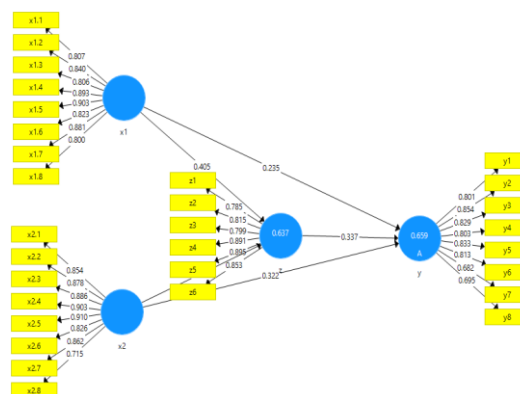 x1.1
x1.2
x1.3
x1.4
x1.5
x1.6
x1.7
x1.8
0.807
0.840
0.806
0.893
0.903
0.823
0.881
0.800
x1
0.405
0.235
z1
z2
z3
z4
z5
z6
0.785
0.815
0.799
0.891
0.895
0.853
0.637
z
0.337
0.322
x2.1
x2.2
x2.3
x2.4
x2.5
x2.6
x2.7
x2.8
0.854
0.878
0.886
0.903
0.910
0.826
0.862
0.715
x2
0.659
A
y
0.801
0.854
0.829
0.803
0.833
0.813
0.682
0.695
y1
y2
y3
y4
y5
y6
y7
y8